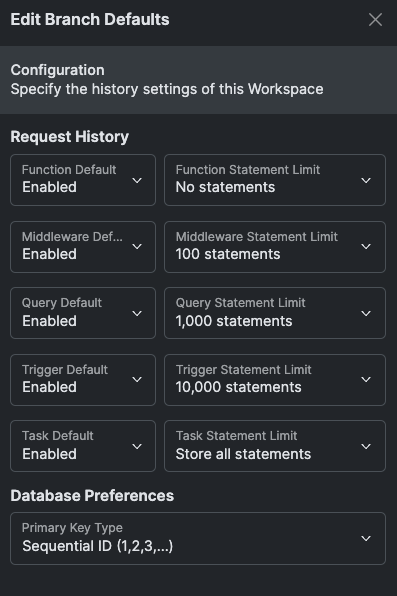 Edit Branch Defaults
Configuration
Specify the history settings of this Workspace
Request History
Function Default
Enabled
Function Statement Limit
No statements
Middleware Def...
Enabled
Middleware Statement Limit
100 statements
Query Default
Enabled
Query Statement Limit
1,000 statements
Trigger Default
Enabled
Trigger Statement Limit
10,000 statements
Task Default
Enabled
Task Statement Limit
Store all statements
Database Preferences
Primary Key Type
Sequential ID (1,2,3,...)